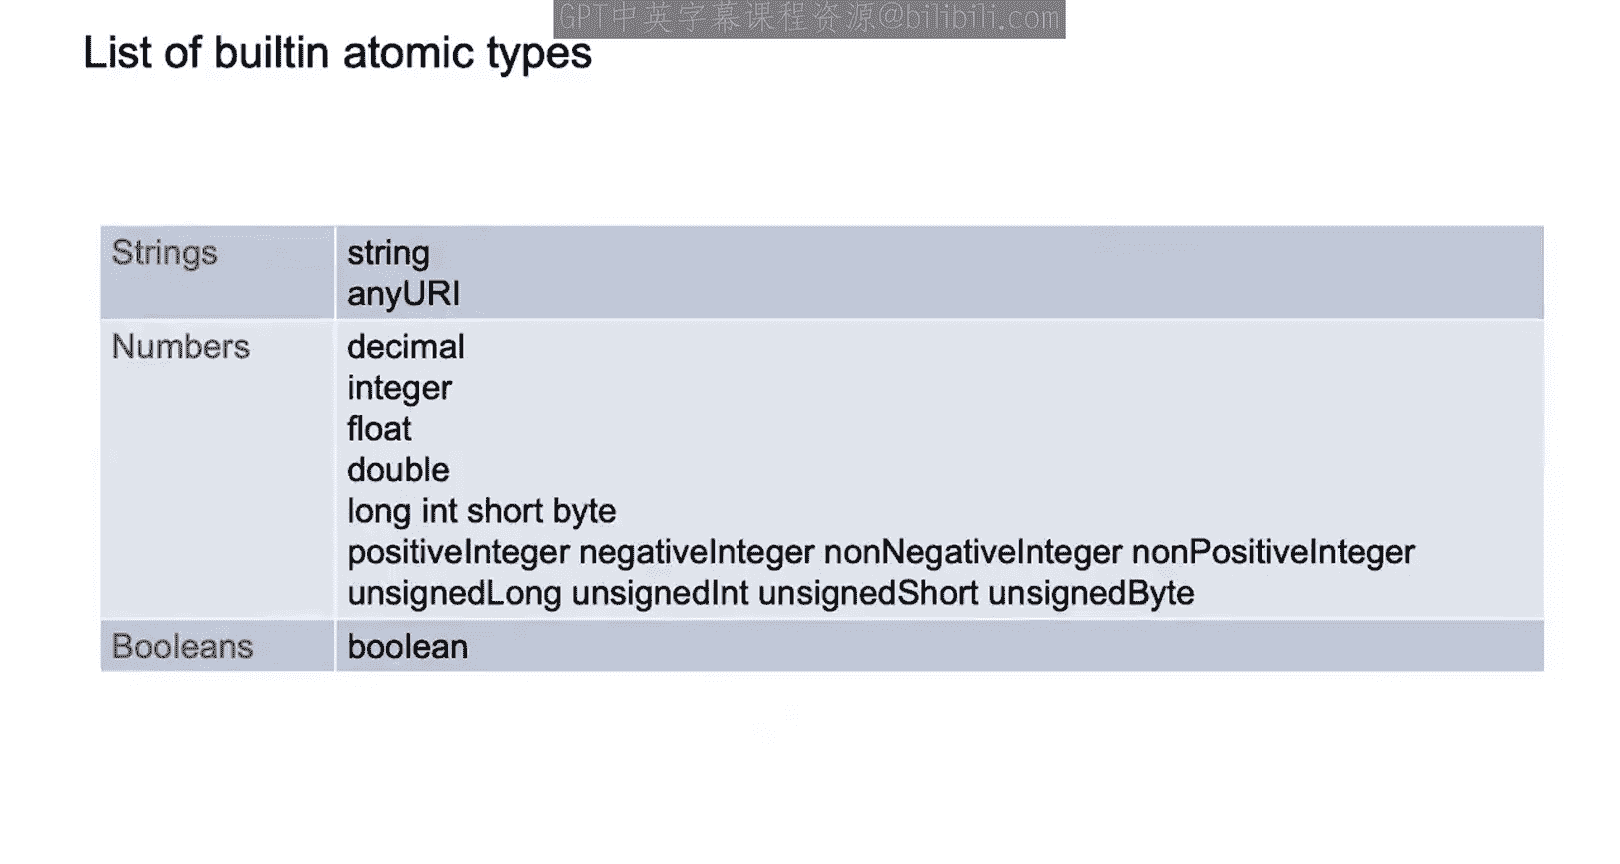 GPT中英字幕课程资源@bilibili.com
List of builtin atomic types
Strings
string
anyURI
Numbers
decimal
integer
float
double
long int short byte
positiveInteger negativeInteger nonNegativeInteger nonPositiveInteger
unsignedLong unsignedInt unsignedShort unsignedByte
Booleans
boolean